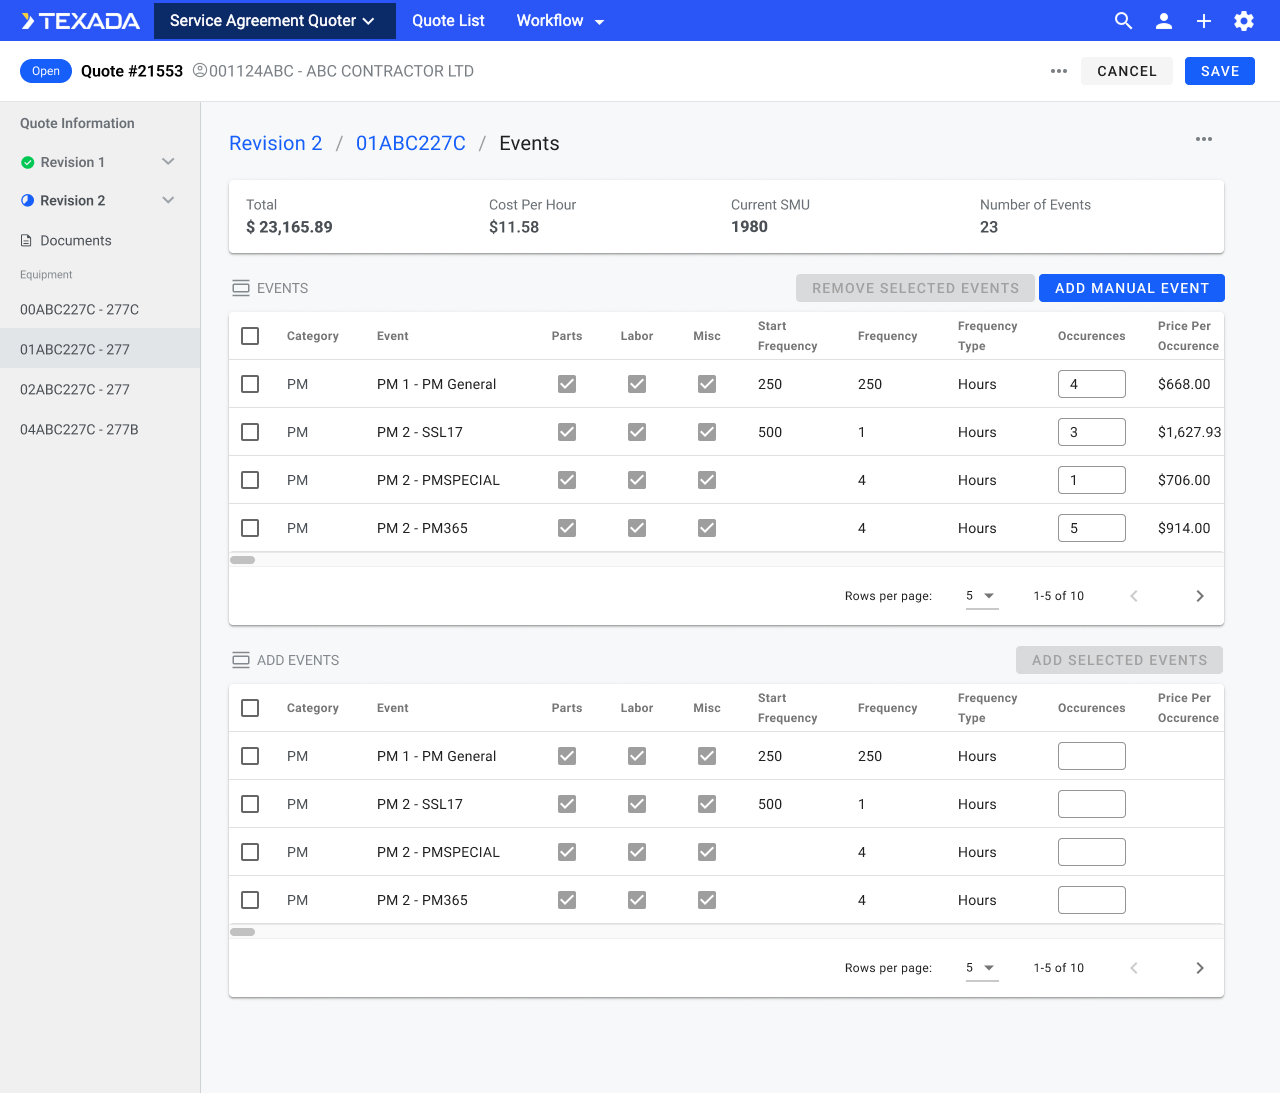 TEXADA Service Agreement Quoter Quote List Workflow
Open Quote #21553 001124ABC - ABC CONTRACTOR LTD CANCEL SAVE
Quote Information
Revision 1
Revision 2
Documents
Equipment
00ABC227C - 277C
01ABC227C - 277
02ABC227C - 277
04ABC227C - 277B
Revision 2 / 01ABC227C / Events
Total Cost Per Hour Current SMU Number of Events
$ 23,165.89 $11.58 1980 23
EVENTS REMOVE SELECTED EVENTS ADD MANUAL EVENT
Category Event Parts Labor Misc Start Frequency Frequency Frequency Type Occurences Price Per Occurence
PM PM 1 - PM General 250 250 Hours 4 $668.00
PM PM 2 - SSL17 500 1 Hours 3 $1,627.93
PM PM 2 - PMSPECIAL 4 Hours 1 $706.00
PM PM 2 - PM365 4 Hours 5 $914.00
Rows per page: 5 1-5 of 10
ADD EVENTS ADD SELECTED EVENTS
Category Event Parts Labor Misc Start Frequency Frequency Frequency Type Occurences Price Per Occurence
PM PM 1 - PM General 250 250 Hours
PM PM 2 - SSL17 500 1 Hours
PM PM 2 - PMSPECIAL 4 Hours
PM PM 2 - PM365 4 Hours
Rows per page: 5 1-5 of 10